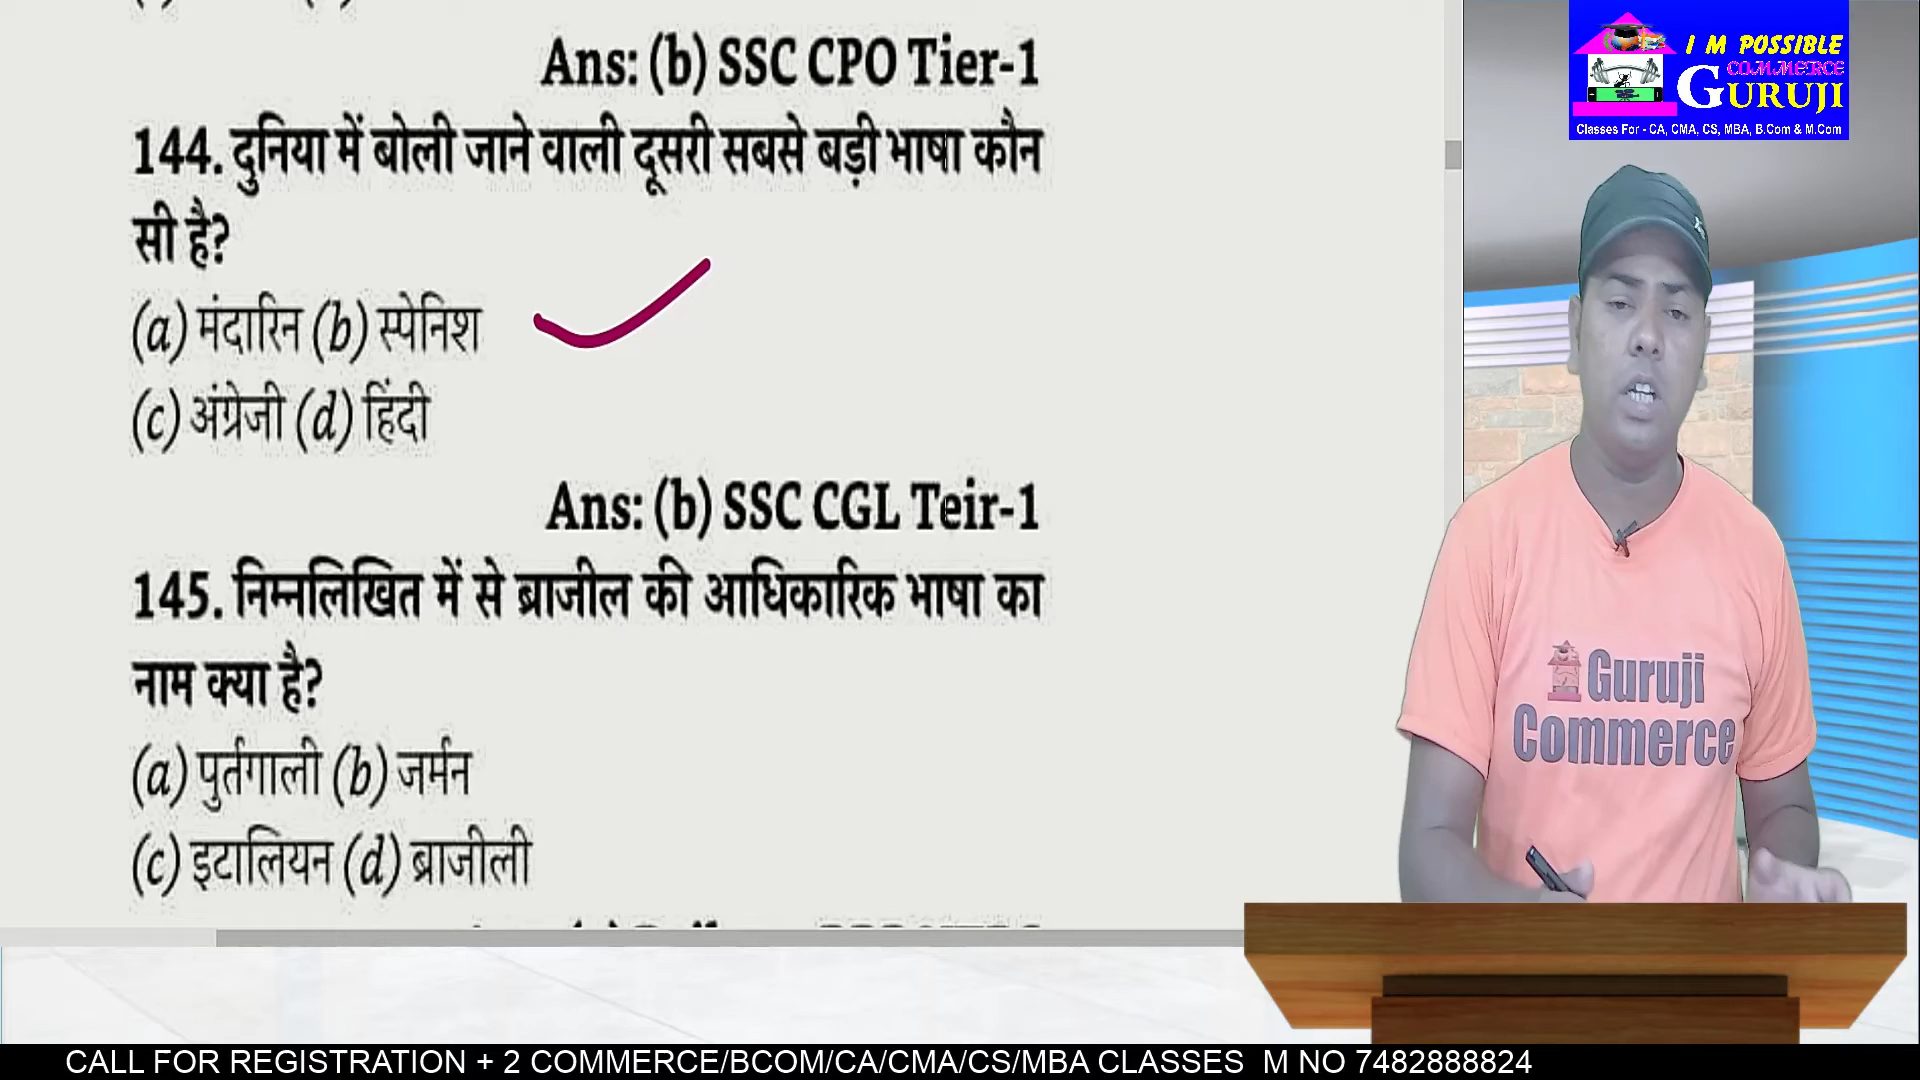 Ans: (b) SSC CPO Tier-1
144. दुनिया में बोली जाने वाली दूसरी सबसे बड़ी भाषा कौन
सी है?
(a) मंदारिन (b) स्पेनिश
(c) अंग्रेजी (d) हिंदी
Ans: (b) SSC CGL Teir-1
145. निम्नलिखित में से ब्राजील की आधिकारिक भाषा का
नाम क्या है?
(a) पुर्तगाली (b) जर्मन
(c) इटालियन (d) ब्राजीली
I M POSSIBLE
COMMERCE
GURUJI
Classes For - CA, CMA, CS, MBA, B.Com & M.Com
Guruji
Commerce
CALL FOR REGISTRATION + 2 COMMERCE/BCOM/CA/CMA/CS/MBA CLASSES M NO 7482888824